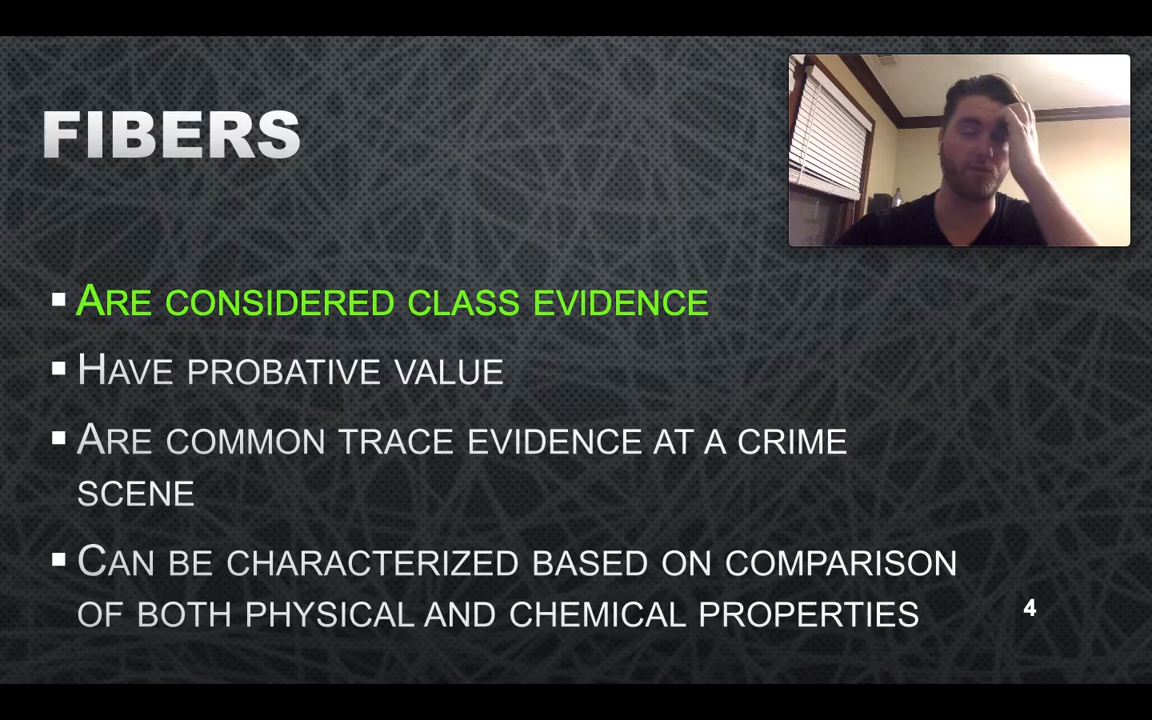 FIBERS
▪ ARE CONSIDERED CLASS EVIDENCE
▪ HAVE PROBATIVE VALUE
▪ ARE COMMON TRACE EVIDENCE AT A CRIME
SCENE
▪ CAN BE CHARACTERIZED BASED ON COMPARISON
OF BOTH PHYSICAL AND CHEMICAL PROPERTIES
4